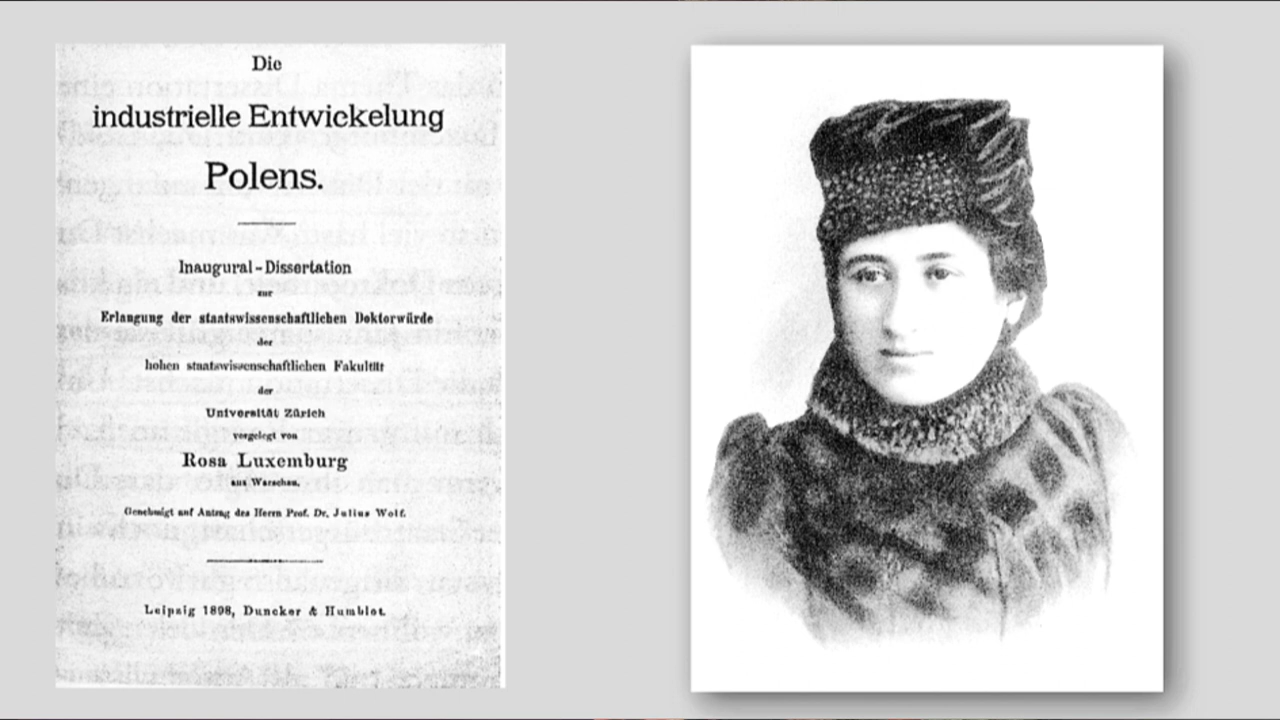 Die
industrielle Entwickelung
Polens.
Inaugural-Dissertation
zur
Erlangung der staatswissenschaftlichen Doktorwürde
der
hohen staatswissenschaftlichen Fakultät
der
Universität Zürich
vorgelegt von
Rosa Luxemburg
aus Warschau.
Genehmigt auf Antrag des Herrn Prof. Dr. Julius Wolf.
Leipzig 1898, Duncker & Humblot.